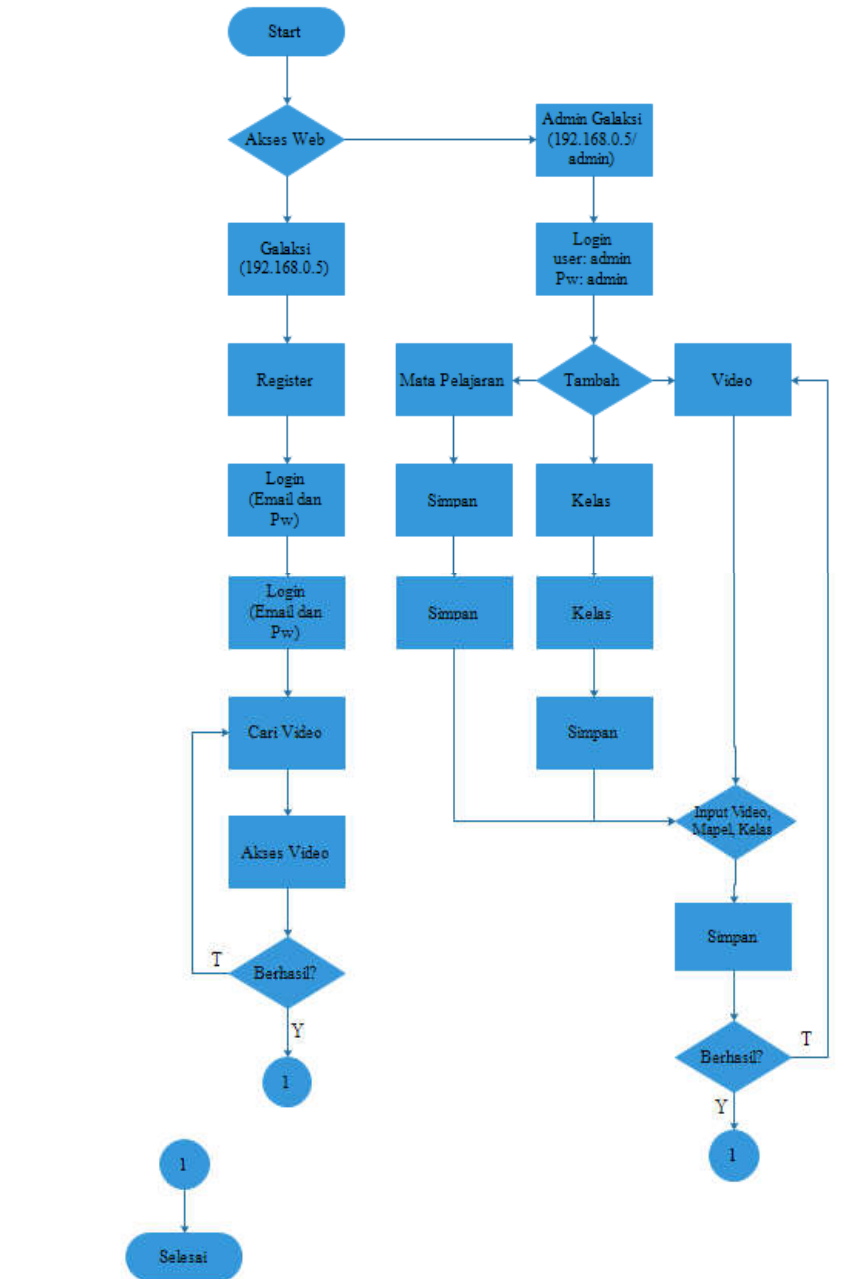 Start
Akses Web
Admin Galaksi
(192.168.0.5/
admin)
Galaksi
(192.168.0.5)
Login
user: admin
Pw: admin
Register
Mata Pelajaran
Tambah
Video
Login
(Email dan
Pw)
Simpan
Kelas
Login
(Email dan
Pw)
Simpan
Kelas
Cari Video
Simpan
Input Video,
Mapel, Kelas
Akses Video
Simpan
T
Berhasil?
Y
1
Berhasil?
T
Y
1
1
Selesai